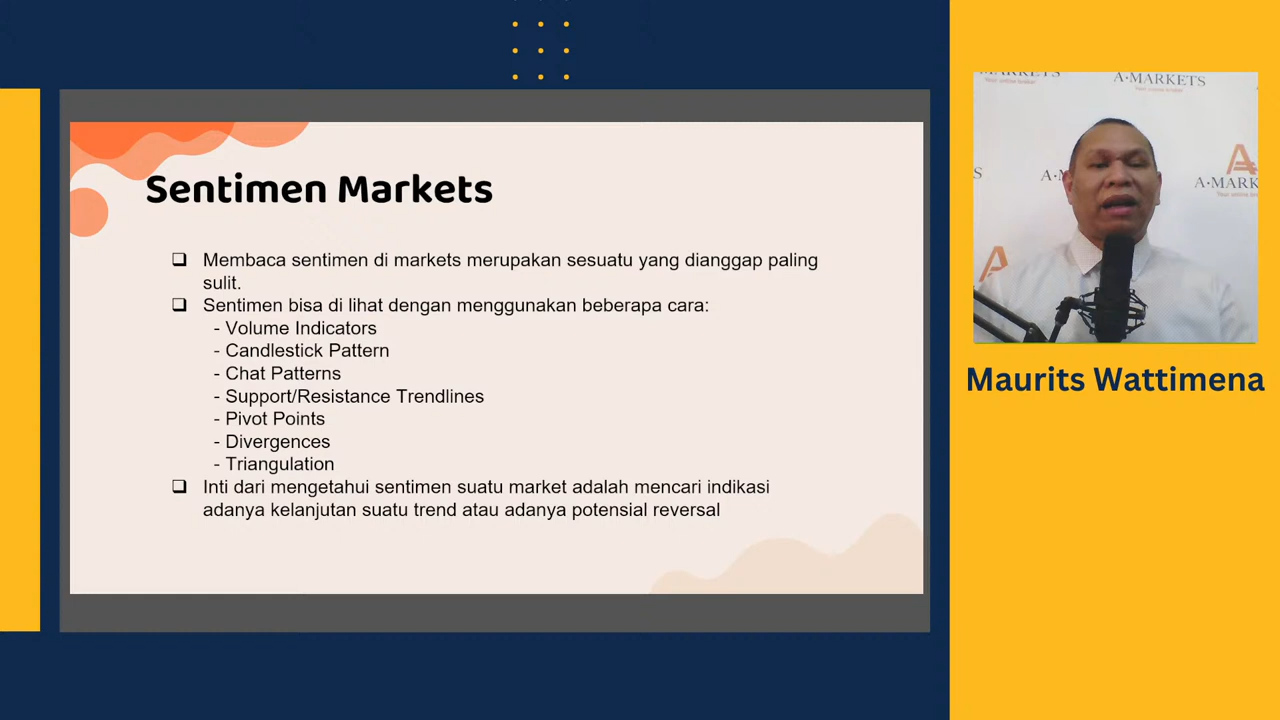 Sentimen Markets
Membaca sentimen di markets merupakan sesuatu yang dianggap paling
sulit.
Sentimen bisa di lihat dengan menggunakan beberapa cara:
- Volume Indicators
- Candlestick Pattern
- Chat Patterns
- Support/Resistance Trendlines
- Pivot Points
- Divergences
- Triangulation
Inti dari mengetahui sentimen suatu market adalah mencari indikasi
adanya kelanjutan suatu trend atau adanya potensial reversal
A·MARKETS
Maurits Wattimena